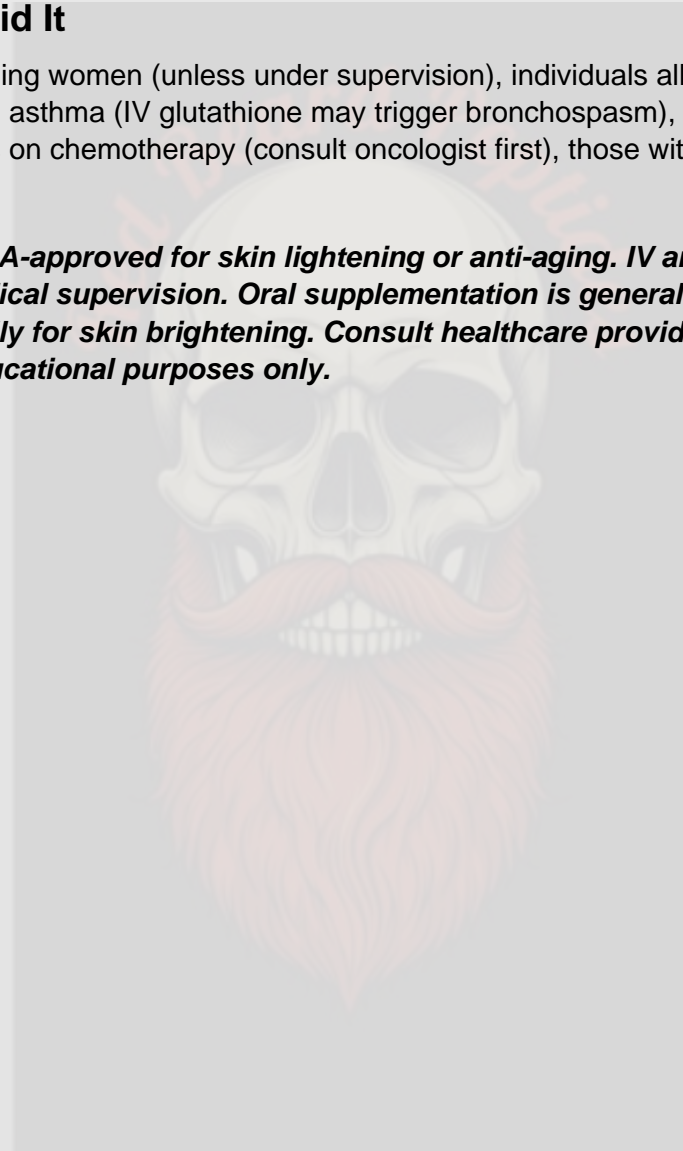 id It
ing women (unless under supervision), individuals all
asthma (IV glutathione may trigger bronchospasm),
on chemotherapy (consult oncologist first), those wit
A-approved for skin lightening or anti-aging. IV a
ical supervision. Oral supplementation is general
ly for skin brightening. Consult healthcare provid
ucational purposes only.